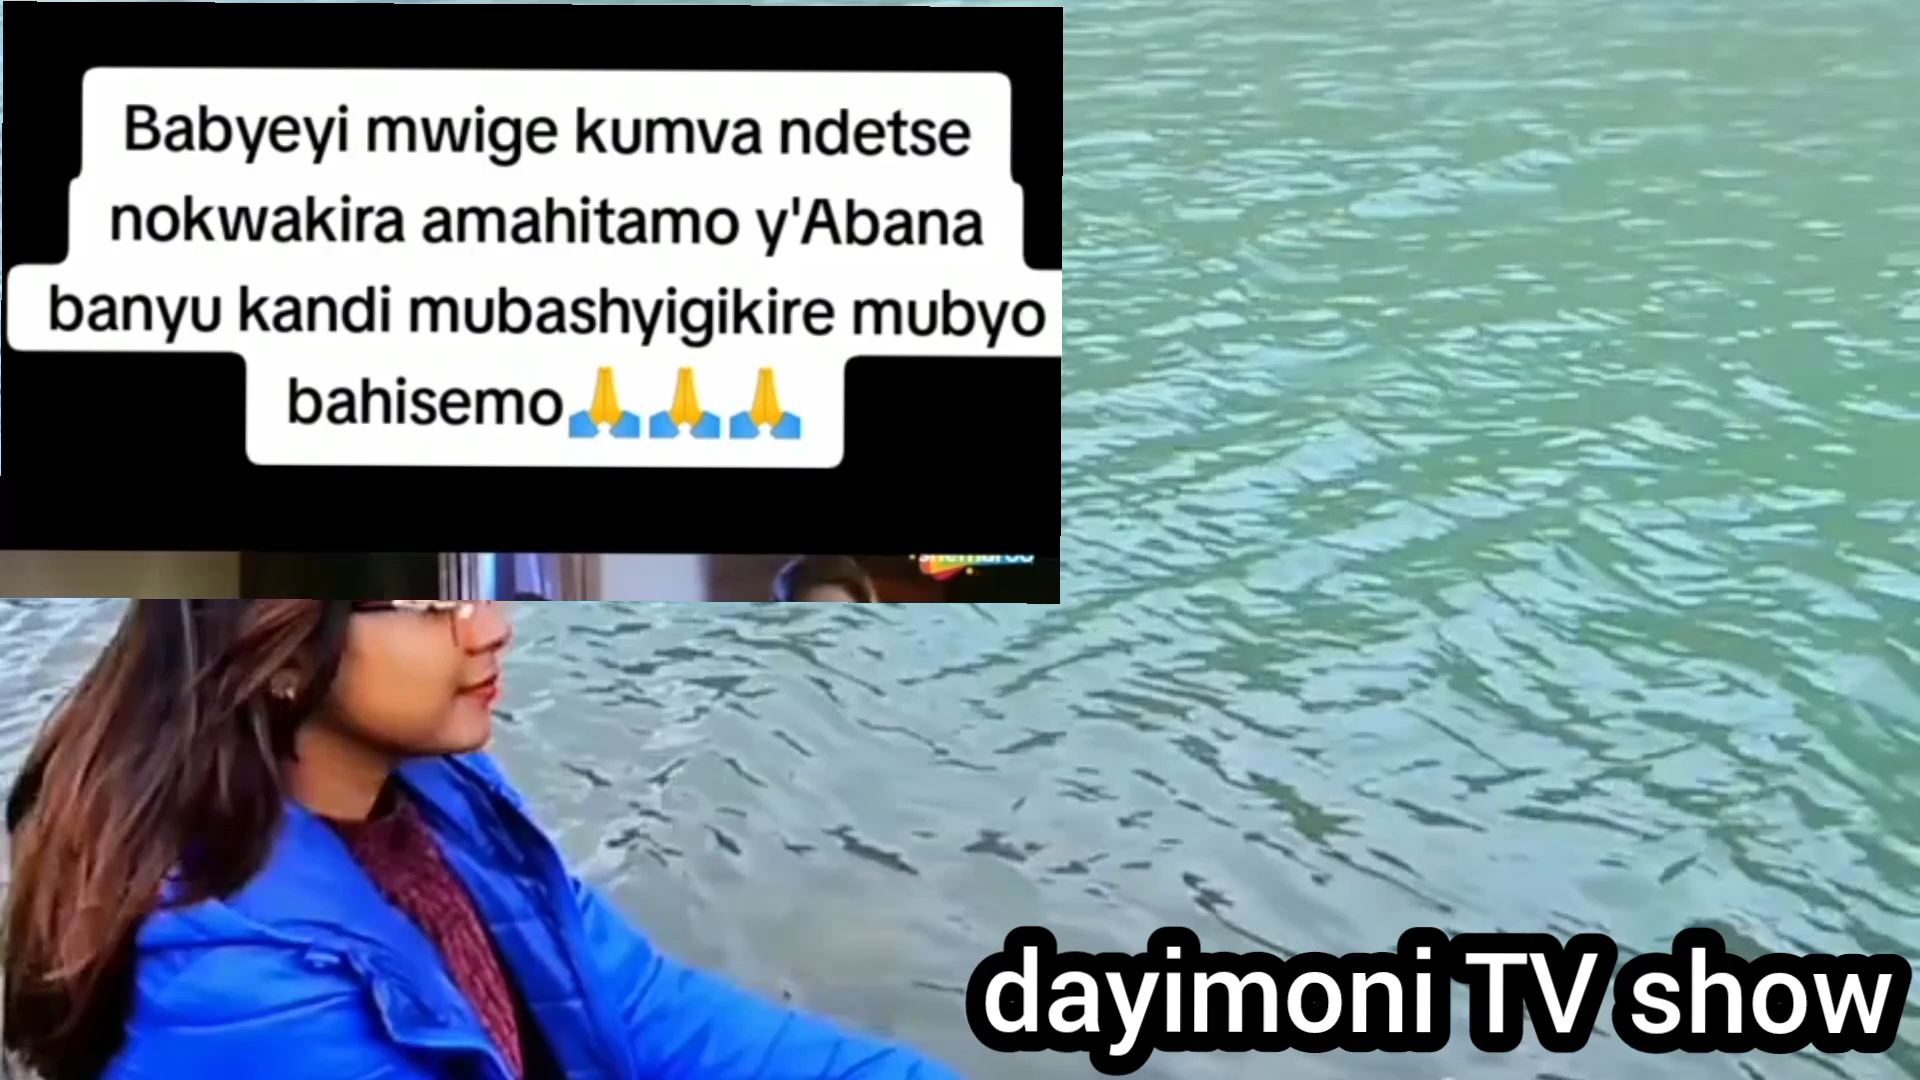 Babyeyi mwige kumva ndetse
nokwakira amahitamo y'Abana
banyu kandi mubashyigikire mubyo
bahisemo🙏🙏🙏
dayimoni TV show